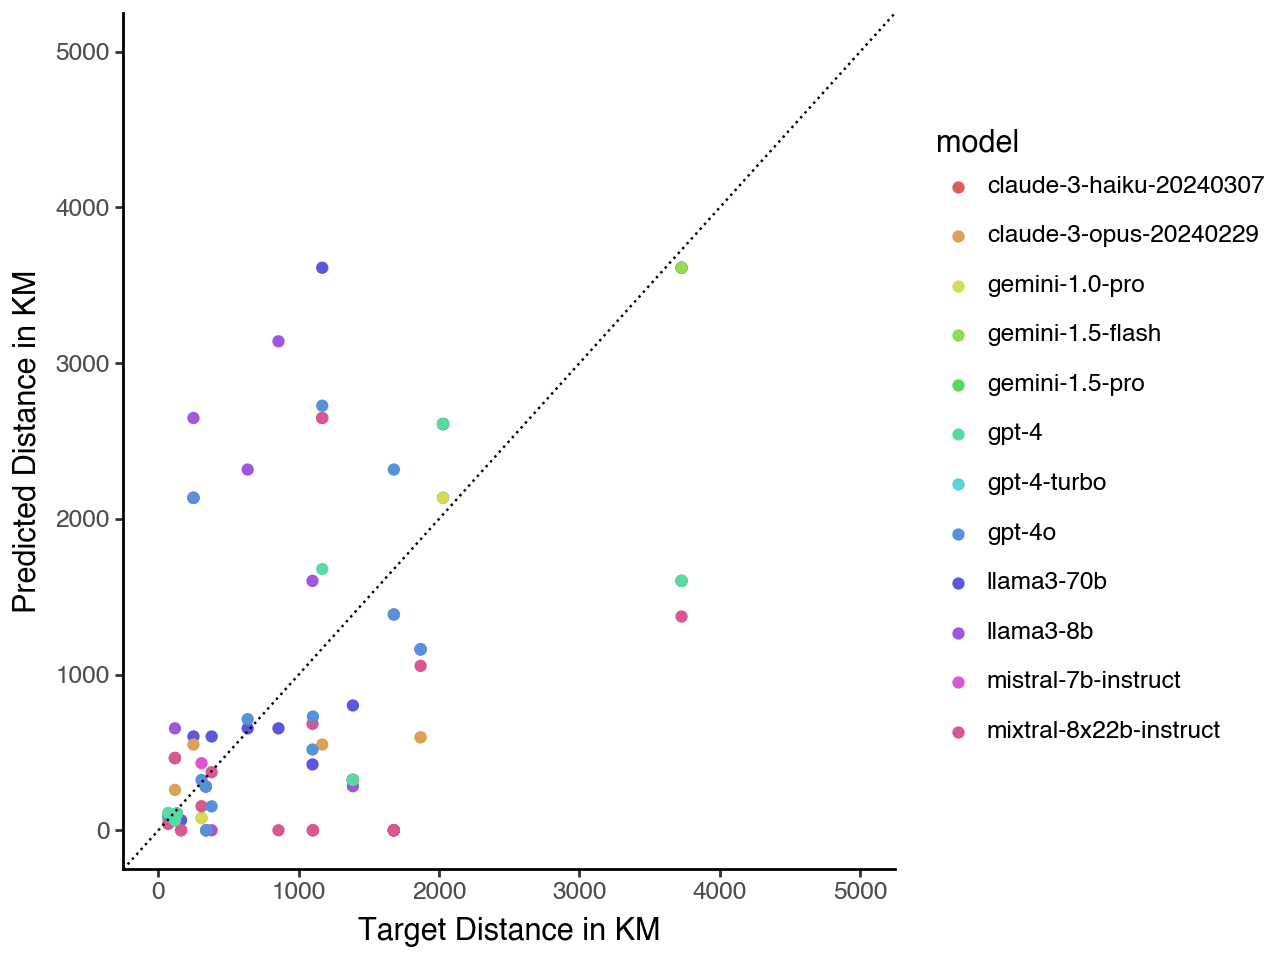 5000
4000
3000
2000
1000
0
Predicted Distance in KM
0 1000 2000 3000 4000 5000
Target Distance in KM
model
claude-3-haiku-20240307
claude-3-opus-20240229
gemini-1.0-pro
gemini-1.5-flash
gemini-1.5-pro
gpt-4
gpt-4-turbo
gpt-4o
llama3-70b
llama3-8b
mistral-7b-instruct
mixtral-8x22b-instruct